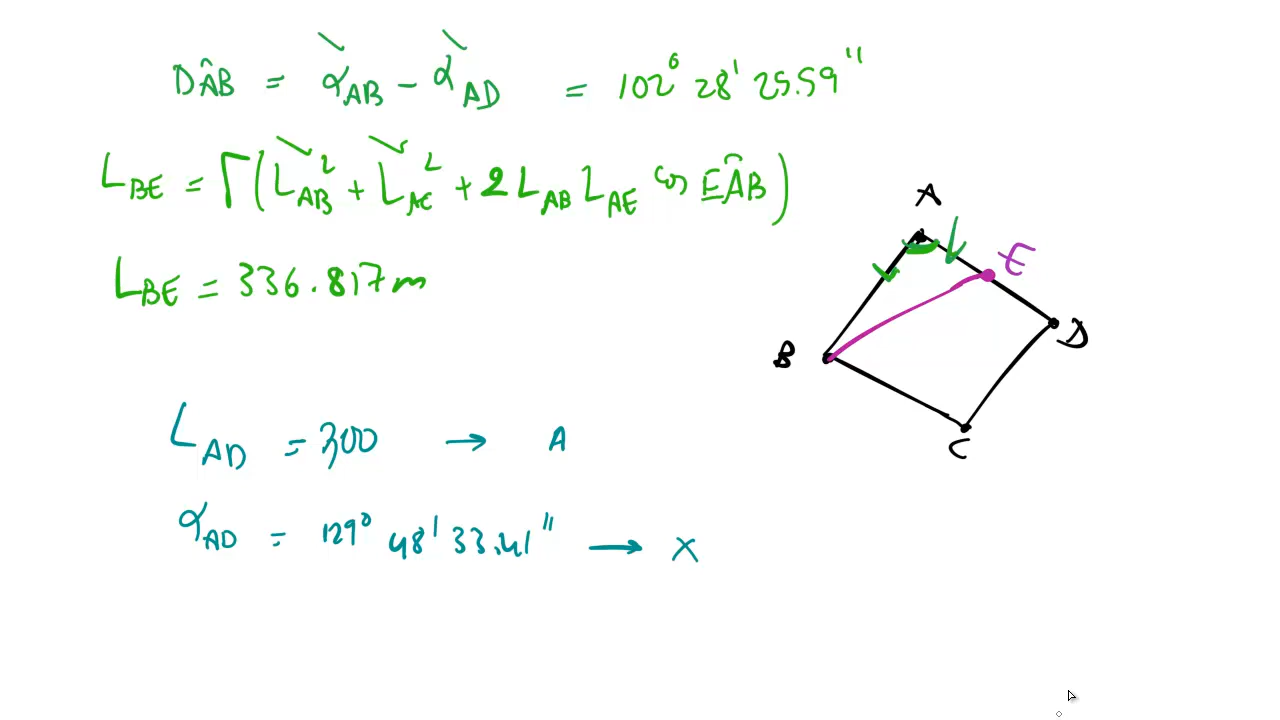 DÂB = α_AB - α_AD = 102° 28' 25.59"
L_BE = √(L_AB² + L_AE² + 2 L_AB L_AE cos EÂB)
L_BE = 336.817m
A
E
D
B
C
L_AD = 300 → A
α_AD = 129° 48' 33.41" → X